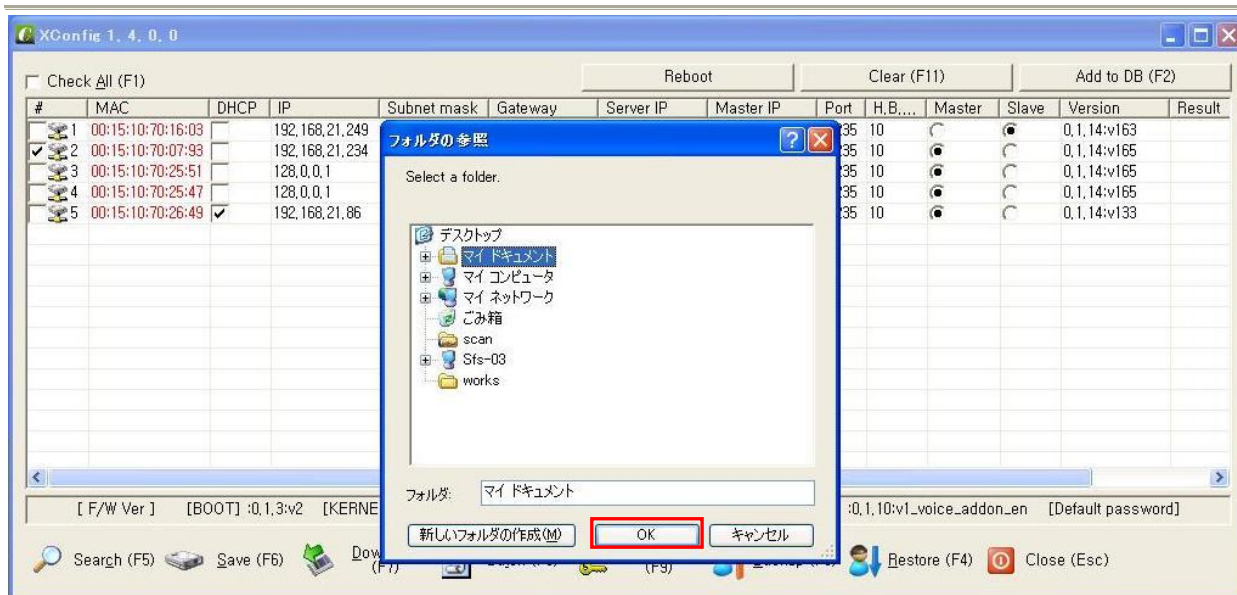 XConfig 1, 4, 0, 0
Check All (F1)
Reboot
Clear (F11)
Add to DB (F2)
# MAC DHCP IP Subnet mask Gateway Server IP Master IP Port H,B,... Master Slave Version Result
1 00:15:10:70:16:03 192,168,21,249 235 10 0,1,14:v163
2 00:15:10:70:07:93 192,168,21,234 235 10 0,1,14:v165
3 00:15:10:70:25:51 128,0,0,1 235 10 0,1,14:v165
4 00:15:10:70:25:47 128,0,0,1 235 10 0,1,14:v165
5 00:15:10:70:26:49 192,168,21,86 235 10 0,1,14:v133
フォルダの参照
Select a folder.
デスクトップ
マイ ドキュメント
マイ コンピュータ
マイ ネットワーク
ごみ箱
scan
Sfs-03
works
フォルダ: マイ ドキュメント
新しいフォルダの作成(M)
OK
キャンセル
[ F/W Ver ] [BOOT] :0,1,3:v2 [KERNE :0,1,10:v1_voice_addon_en [Default password]
Search (F5) Save (F6) (F7) (F9) Restore (F4) Close (Esc)